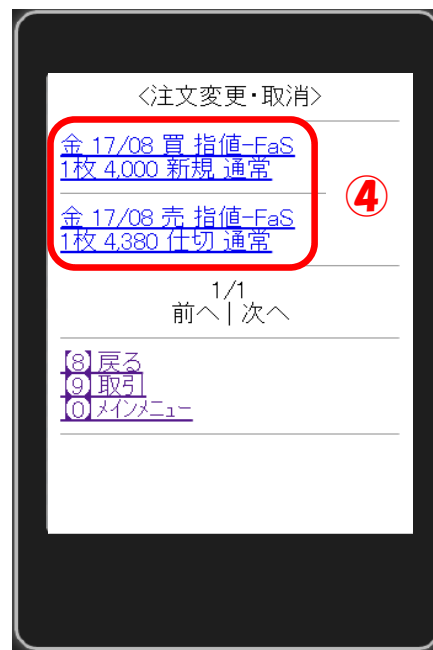 <注文変更・取消>
金 17/08 買 指値-FaS
1枚 4,000 新規 通常
④
金 17/08 売 指値-FaS
1枚 4,380 仕切 通常
1/1
前へ | 次へ
[8] 戻る
[9] 取引
[0] ﾒｲﾝﾒﾆｭｰ